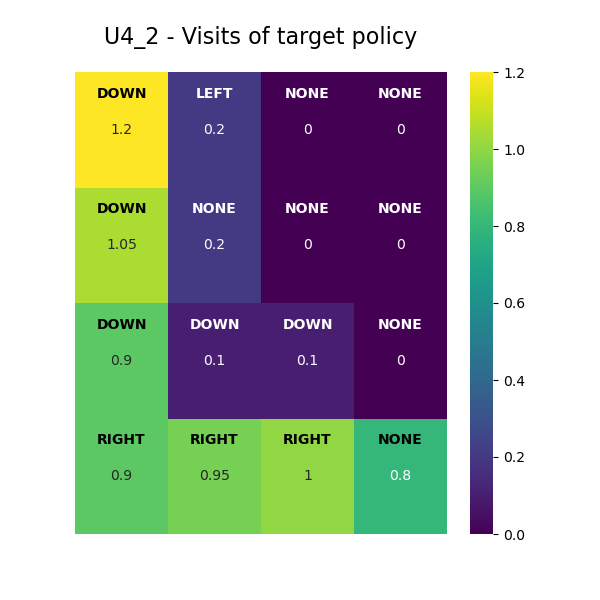 U4_2 - Visits of target policy
DOWN LEFT NONE NONE
1.2 0.2 0 0
DOWN NONE NONE NONE
1.05 0.2 0 0
DOWN DOWN DOWN NONE
0.9 0.1 0.1 0
RIGHT RIGHT RIGHT NONE
0.9 0.95 1 0.8
1.2
1.0
0.8
0.6
0.4
0.2
0.0